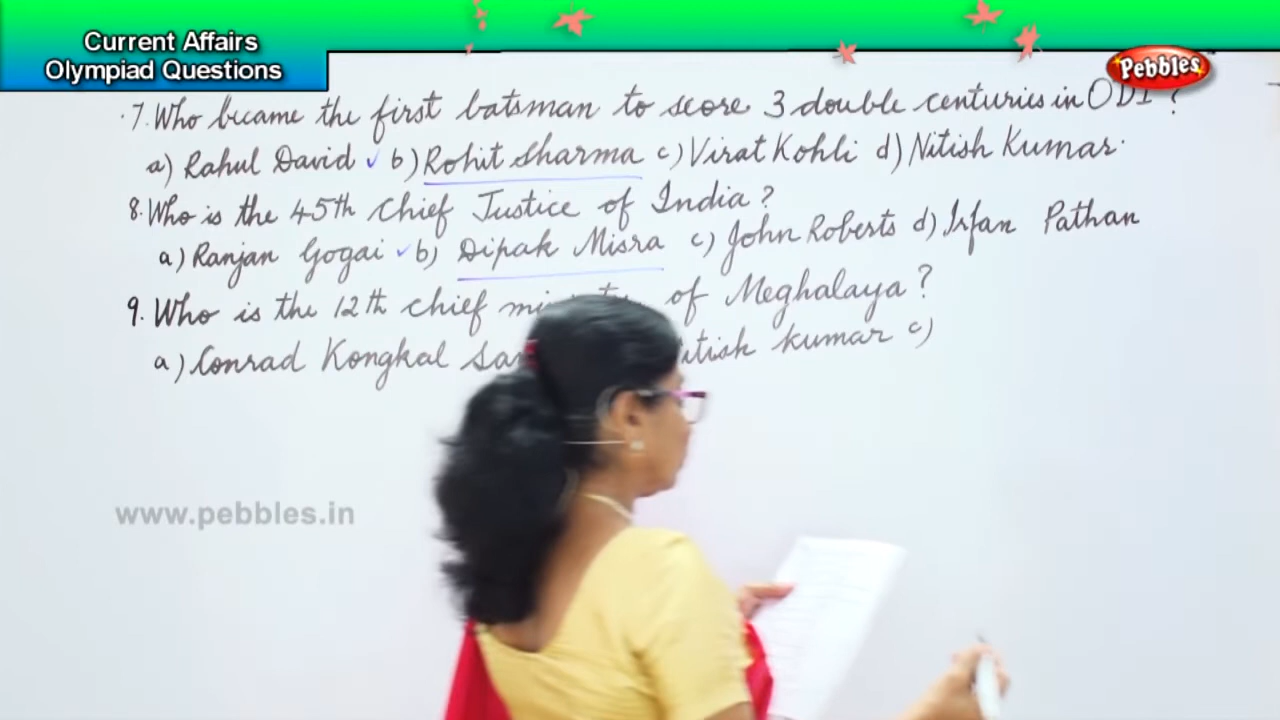 Current Affairs
Olympiad Questions
Pebbles
7. Who became the first batsman to score 3 double centuries in ODI ?
a) Rahul David b) Rohit Sharma c) Virat Kohli d) Nitish Kumar
8. Who is the 45th Chief Justice of India ?
a) Ranjan Gogai b) Dipak Misra c) John Roberts d) Irfan Pathan
9. Who is the 12th chief of Meghalaya ?
a) Conrad Kongkal kumar c)
www.pebbles.in